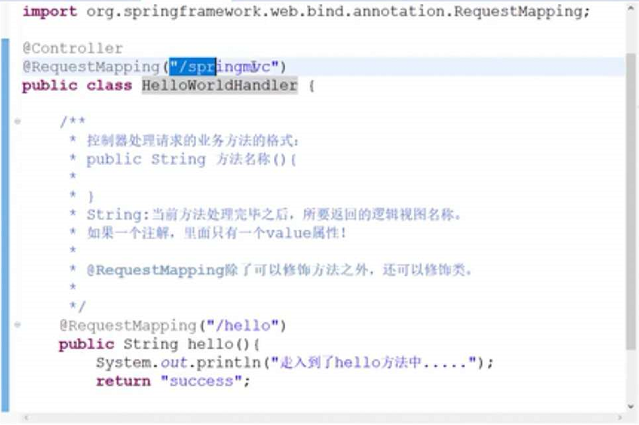 import org.springframework.web.bind.annotation.RequestMapping;
@Controller
@RequestMapping("/springmvc")
public class HelloWorldHandler {
/**
* 控制器处理请求的业务方法的格式：
* public String 方法名称(){
*
* }
* String:当前方法处理完毕之后，所要返回的逻辑视图名称。
* 如果一个注解，里面只有一个value属性！
*
* @RequestMapping除了可以修饰方法之外，还可以修饰类。
*
*/
@RequestMapping("/hello")
public String hello(){
System.out.println("走入到了hello方法中.....");
return "success";